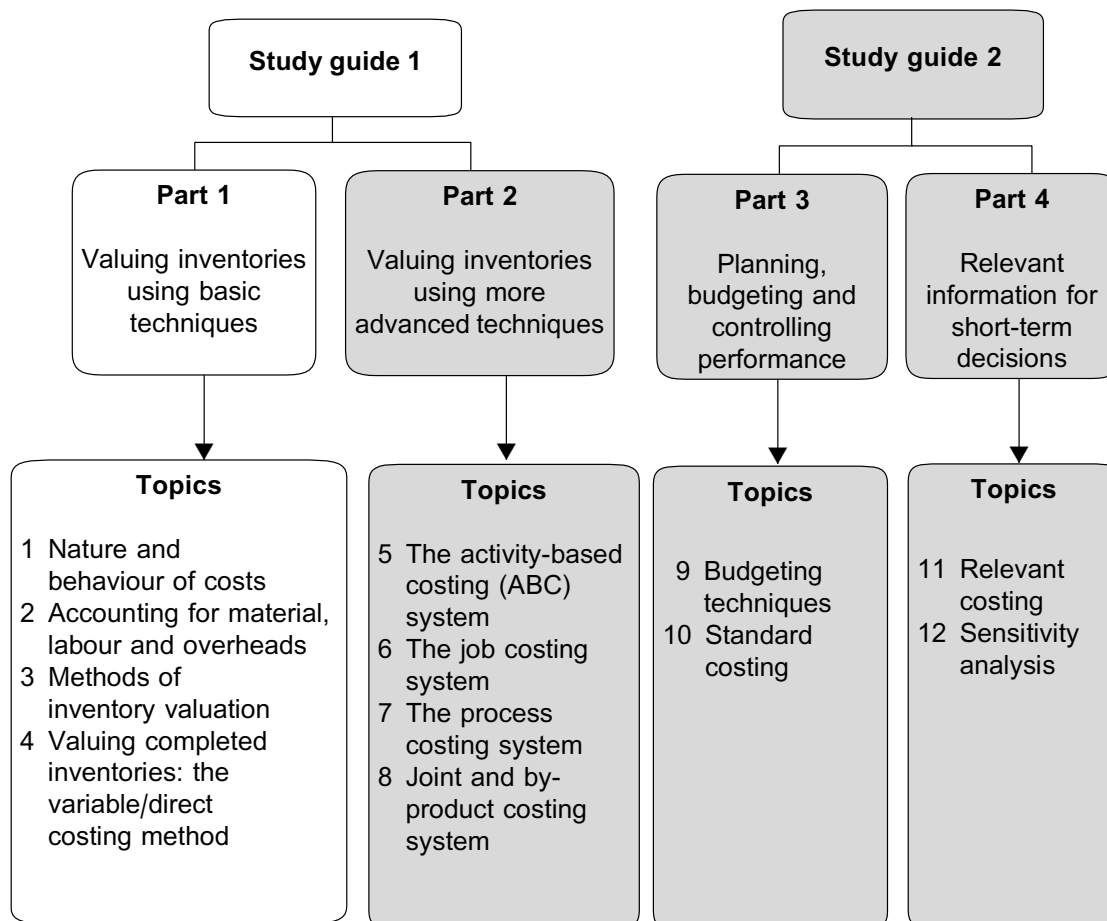 Study guide 1
Study guide 2
Part 1
Valuing inventories
using basic
techniques
Part 2
Valuing inventories
using more
advanced techniques
Part 3
Planning,
budgeting and
controlling
performance
Part 4
Relevant
information for
short-term
decisions
Topics
1 Nature and
behaviour of costs
2 Accounting for material,
labour and overheads
3 Methods of
inventory valuation
4 Valuing completed
inventories: the
variable/direct
costing method
Topics
5 The activity-based
costing (ABC)
system
6 The job costing
system
7 The process
costing system
8 Joint and by-
product costing
system
Topics
9 Budgeting
techniques
10 Standard
costing
Topics
11 Relevant
costing
12 Sensitivity
analysis